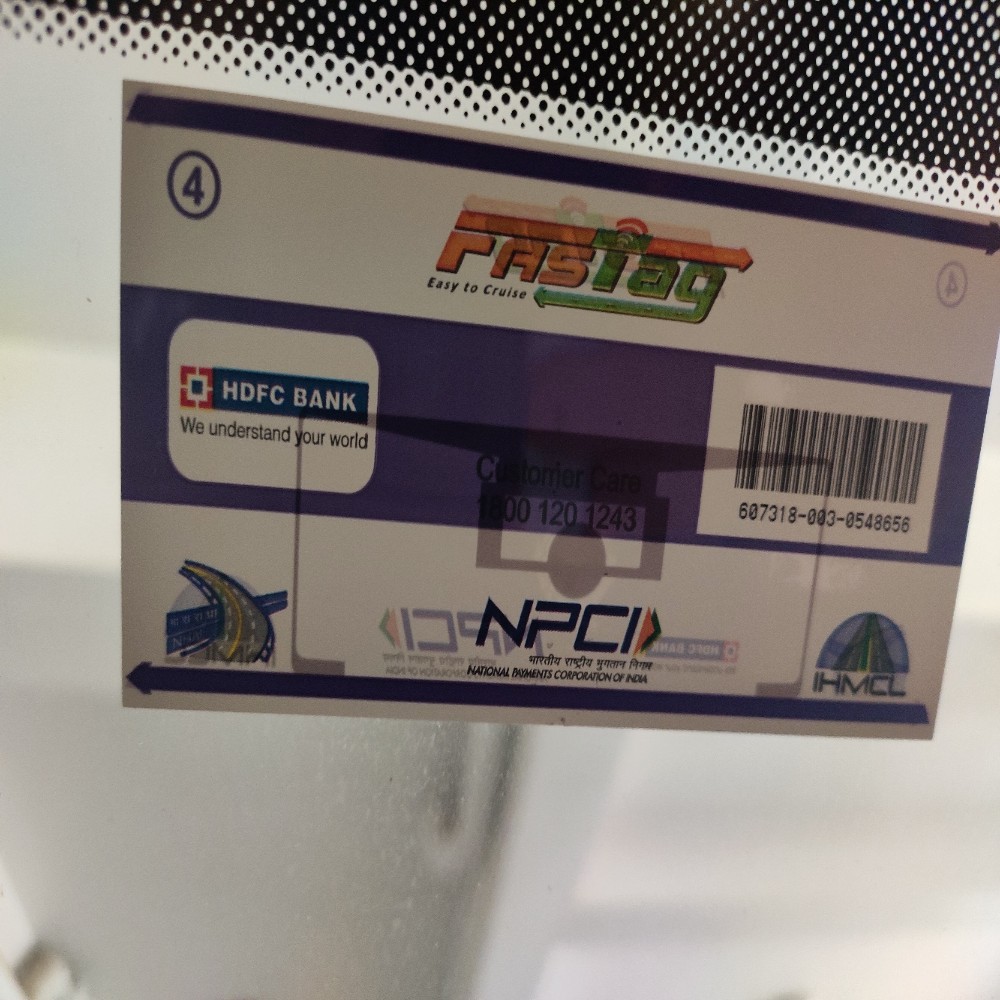 4
FASTag
Easy to Cruise
4
HDFC BANK
We understand your world
Customer Care
1800 120 1243
607318-003-0548656
NPCI
भारतीय राष्ट्रीय भुगतान निगम
NATIONAL PAYMENTS CORPORATION OF INDIA
IHMCL